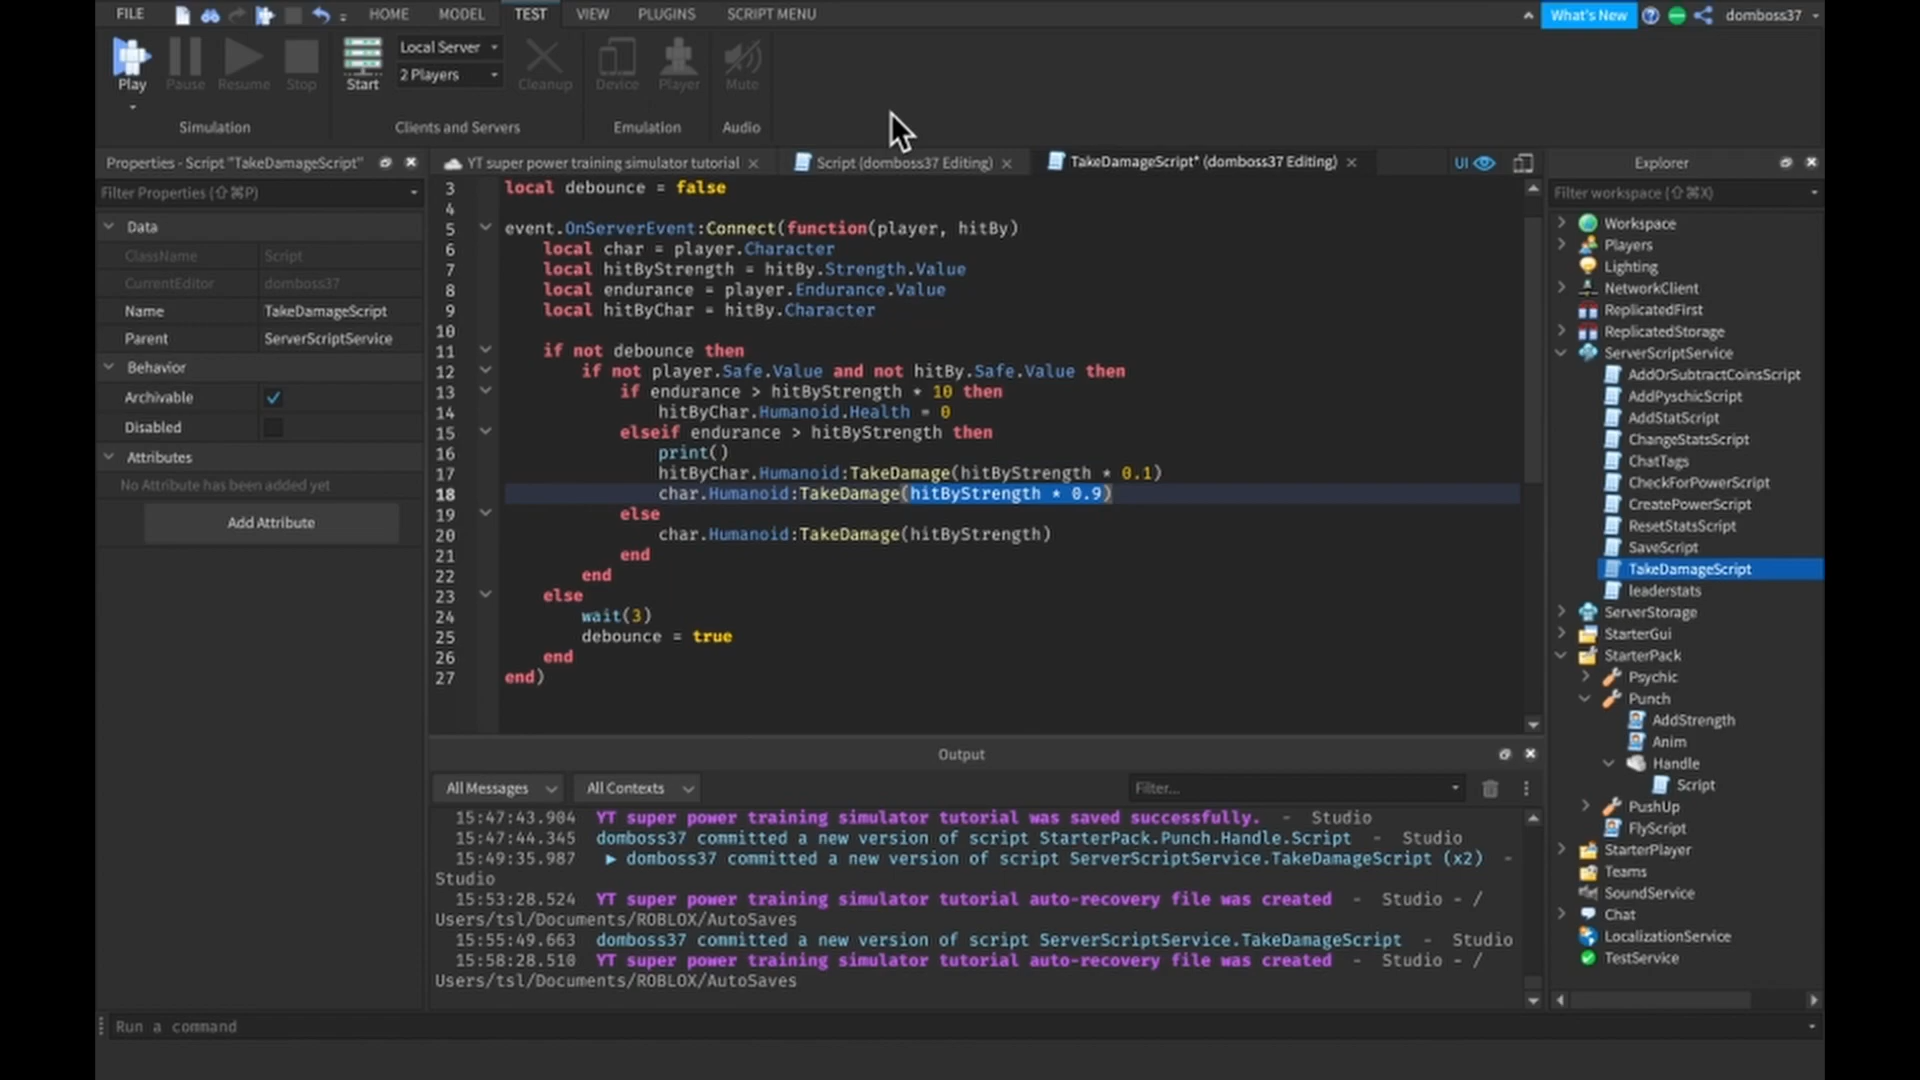 FILE HOME MODEL TEST VIEW PLUGINS SCRIPT MENU What's New domboss37
Play Pause Resume Stop Start Local Server 2 Players Cleanup Device Player Mute
Simulation Clients and Servers Emulation Audio
Properties - Script "TakeDamageScript"
Filter Properties (⇧⌘P)
Data
ClassName Script
CurrentEditor domboss37
Name TakeDamageScript
Parent ServerScriptService
Behavior
Archivable
Disabled
Attributes
No Attribute has been added yet
Add Attribute
YT super power training simulator tutorial Script (domboss37 Editing) TakeDamageScript* (domboss37 Editing) UI
3 local debounce = false
4
5 event.OnServerEvent:Connect(function(player, hitBy)
6 local char = player.Character
7 local hitByStrength = hitBy.Strength.Value
8 local endurance = player.Endurance.Value
9 local hitByChar = hitBy.Character
10
11 if not debounce then
12 if not player.Safe.Value and not hitBy.Safe.Value then
13 if endurance > hitByStrength * 10 then
14 hitByChar.Humanoid.Health = 0
15 elseif endurance > hitByStrength then
16 print()
17 hitByChar.Humanoid:TakeDamage(hitByStrength * 0.1)
18 char.Humanoid:TakeDamage(hitByStrength * 0.9)
19 else
20 char.Humanoid:TakeDamage(hitByStrength)
21 end
22 end
23 else
24 wait(3)
25 debounce = true
26 end
27 end)
Output
All Messages All Contexts Filter...
15:47:43.904 YT super power training simulator tutorial was saved successfully. - Studio
15:47:44.345 domboss37 committed a new version of script StarterPack.Punch.Handle.Script - Studio
15:49:35.987 ▶ domboss37 committed a new version of script ServerScriptService.TakeDamageScript (x2) -
Studio
15:53:28.524 YT super power training simulator tutorial auto-recovery file was created - Studio - /
Users/tsl/Documents/ROBLOX/AutoSaves
15:55:49.663 domboss37 committed a new version of script ServerScriptService.TakeDamageScript - Studio
15:58:28.510 YT super power training simulator tutorial auto-recovery file was created - Studio - /
Users/tsl/Documents/ROBLOX/AutoSaves
Explorer
Filter workspace (⇧⌘X)
Workspace
Players
Lighting
NetworkClient
ReplicatedFirst
ReplicatedStorage
ServerScriptService
AddOrSubtractCoinsScript
AddPyschicScript
AddStatScript
ChangeStatsScript
ChatTags
CheckForPowerScript
CreatePowerScript
ResetStatsScript
SaveScript
TakeDamageScript
leaderstats
ServerStorage
StarterGui
StarterPack
Psychic
Punch
AddStrength
Anim
Handle
Script
PushUp
FlyScript
StarterPlayer
Teams
SoundService
Chat
LocalizationService
TestService
Run a command